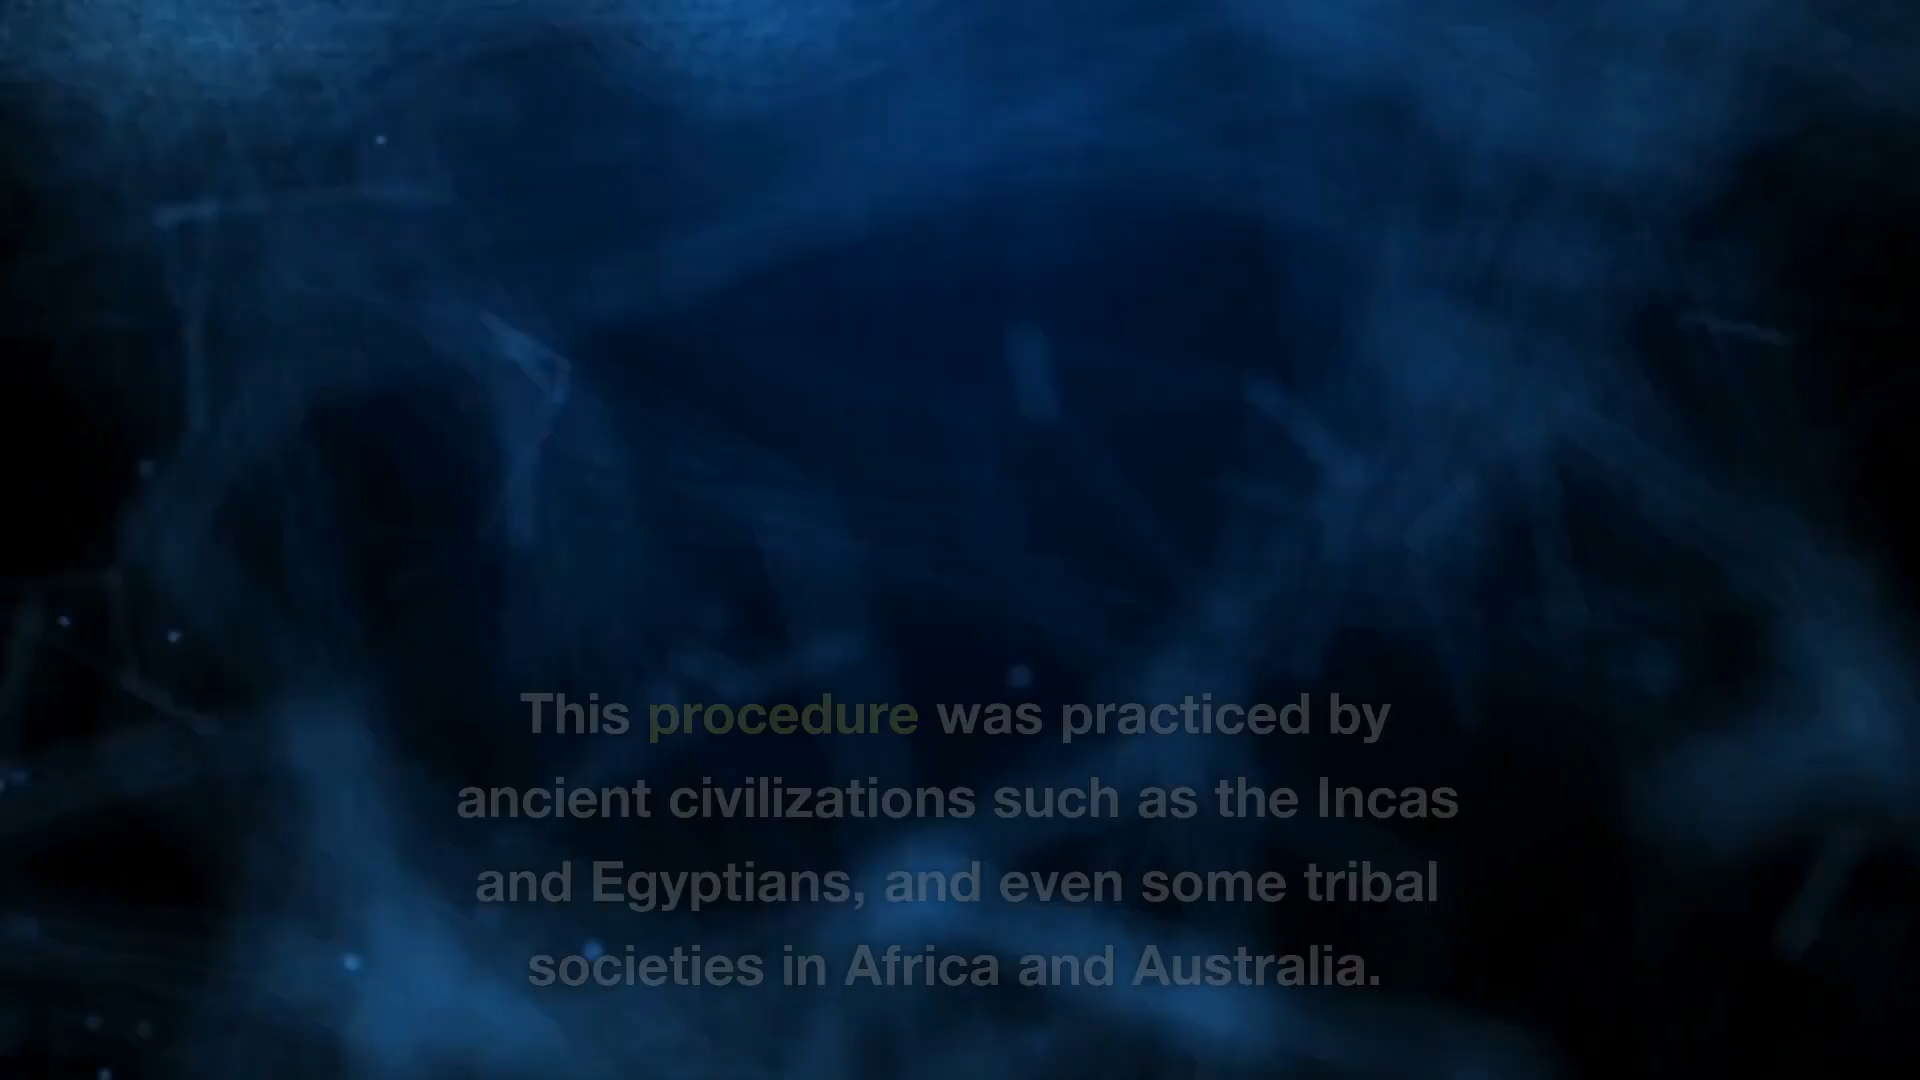 This procedure was practiced by
ancient civilizations such as the Incas
and Egyptians, and even some tribal
societies in Africa and Australia.